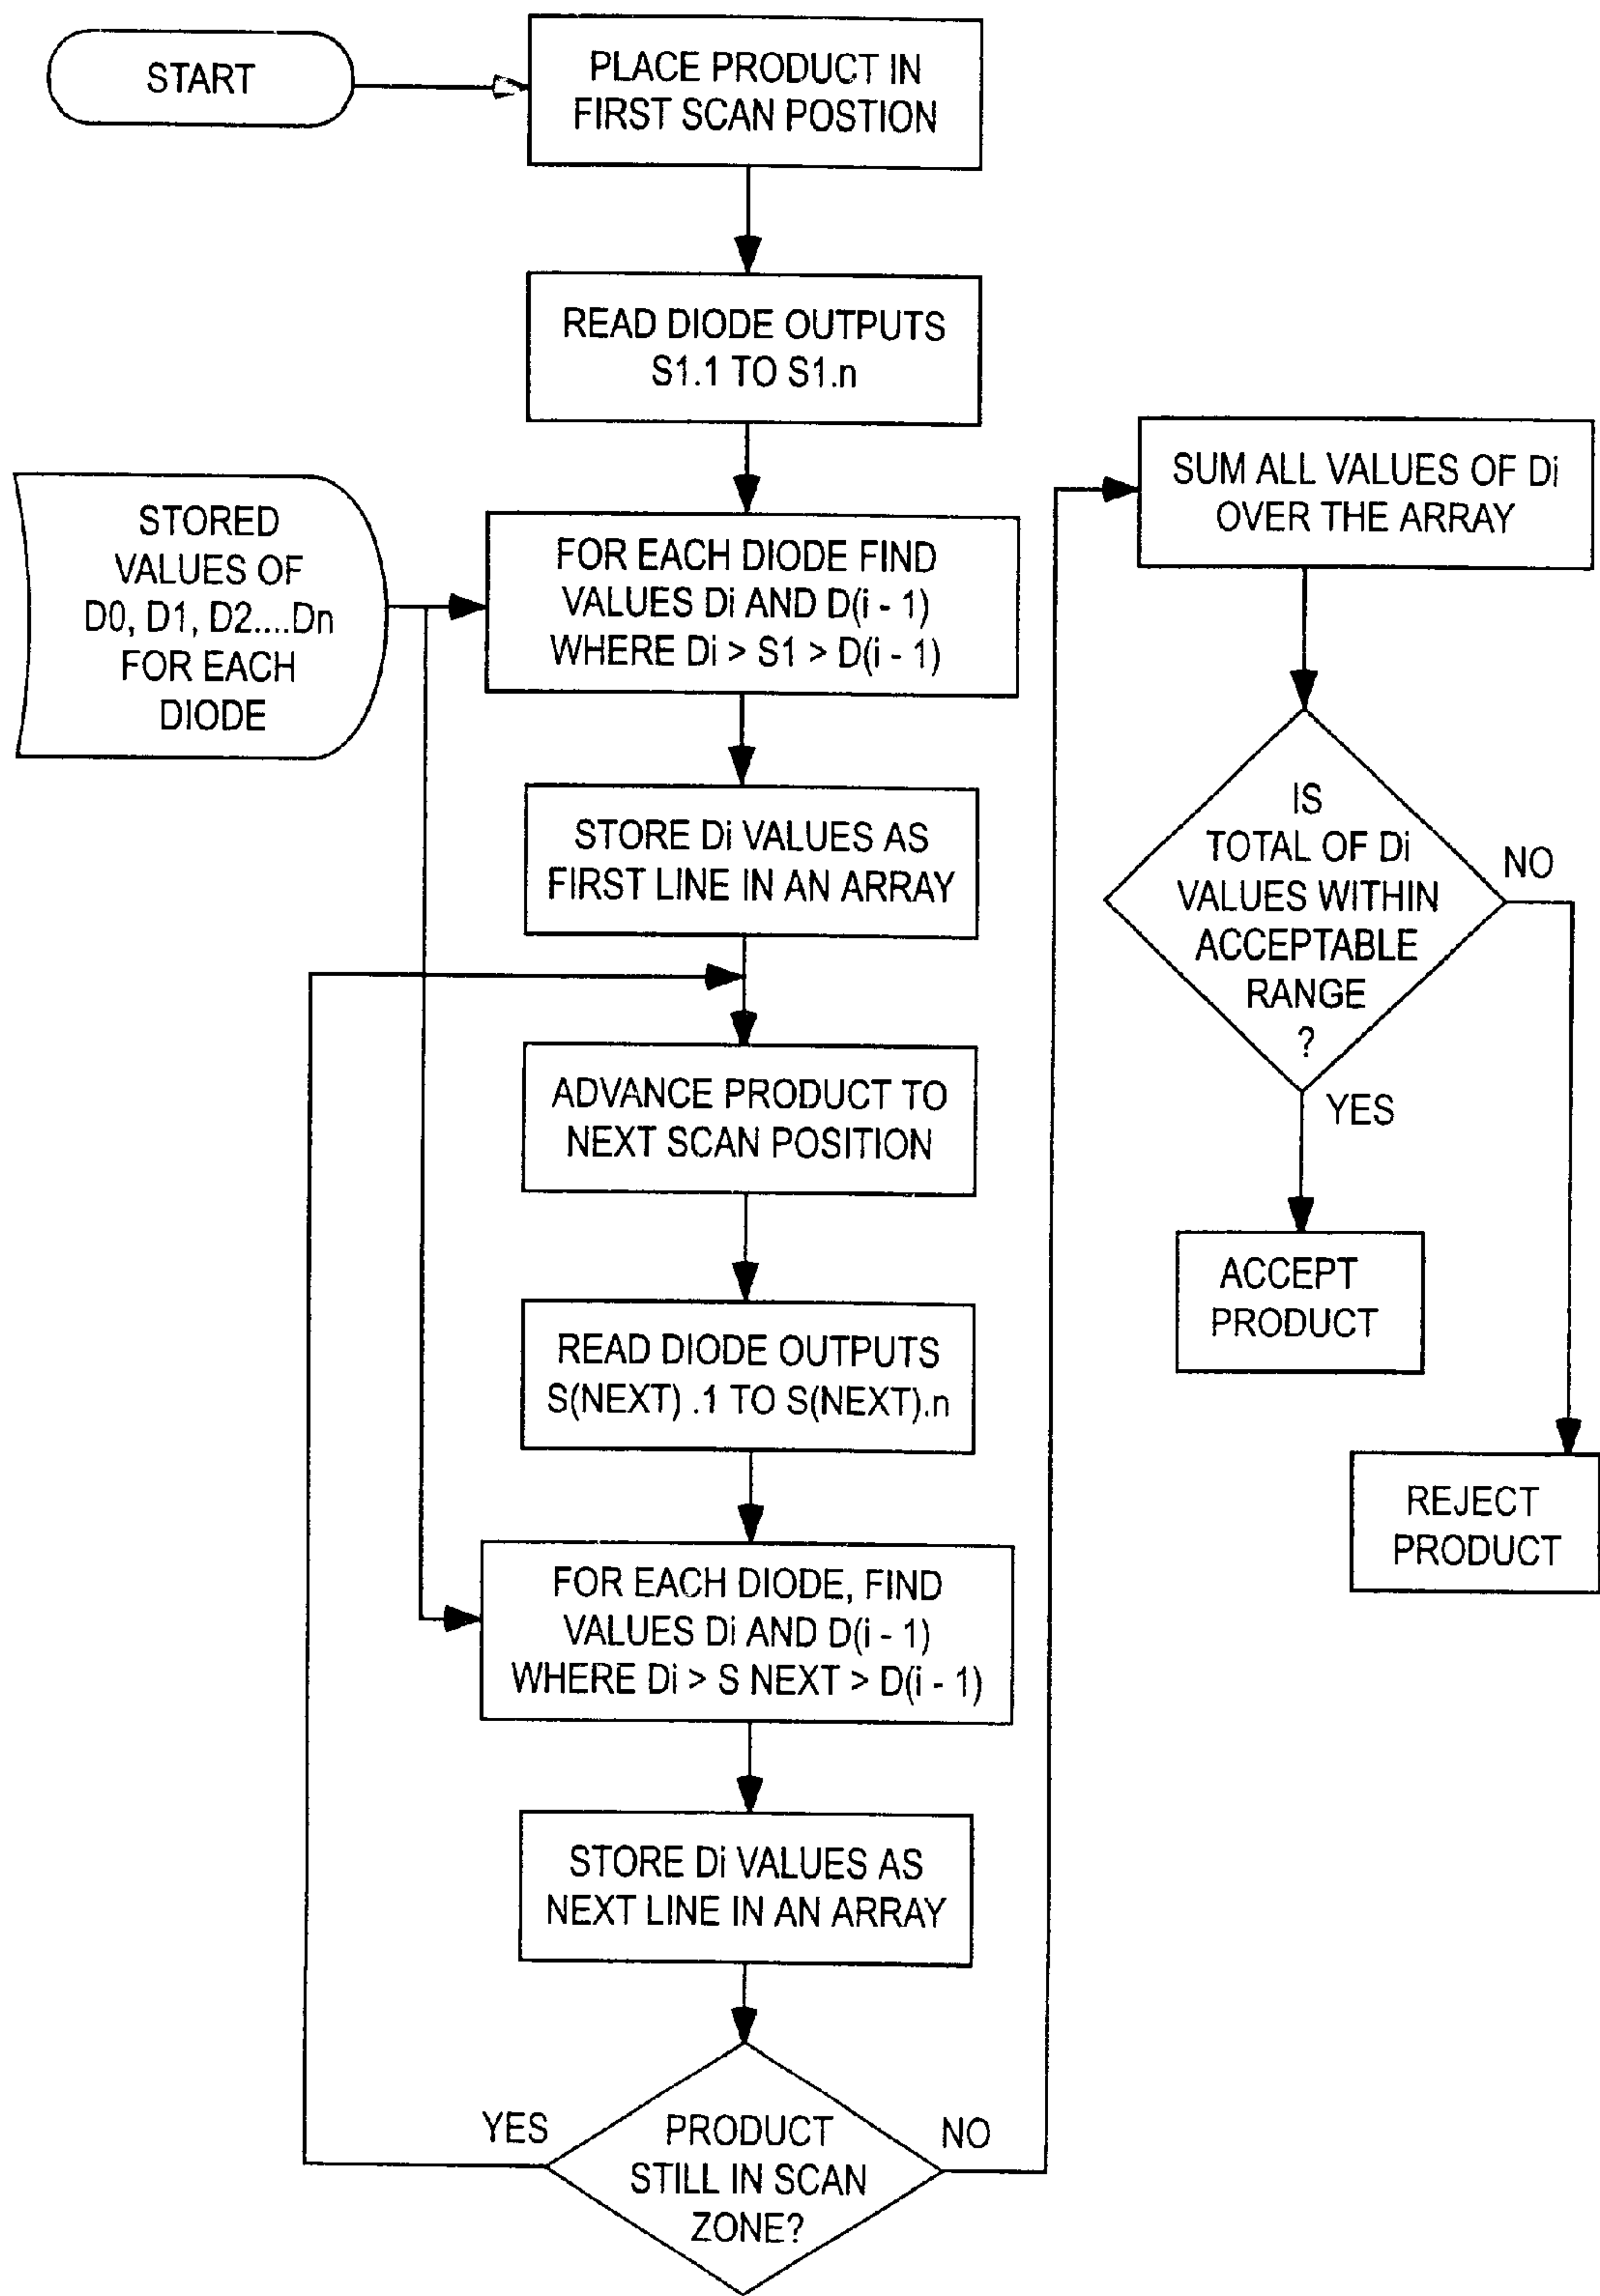 START
PLACE PRODUCT IN
FIRST SCAN POSTION
READ DIODE OUTPUTS
S1.1 TO S1.n
STORED
VALUES OF
D0, D1, D2....Dn
FOR EACH
DIODE
FOR EACH DIODE FIND
VALUES Di AND D(i - 1)
WHERE Di > S1 > D(i - 1)
STORE Di VALUES AS
FIRST LINE IN AN ARRAY
ADVANCE PRODUCT TO
NEXT SCAN POSITION
READ DIODE OUTPUTS
S(NEXT) .1 TO S(NEXT).n
FOR EACH DIODE, FIND
VALUES Di AND D(i - 1)
WHERE Di > S NEXT > D(i - 1)
STORE Di VALUES AS
NEXT LINE IN AN ARRAY
PRODUCT
STILL IN SCAN
ZONE?
YES
NO
SUM ALL VALUES OF Di
OVER THE ARRAY
IS
TOTAL OF Di
VALUES WITHIN
ACCEPTABLE
RANGE
?
NO
YES
ACCEPT
PRODUCT
REJECT
PRODUCT